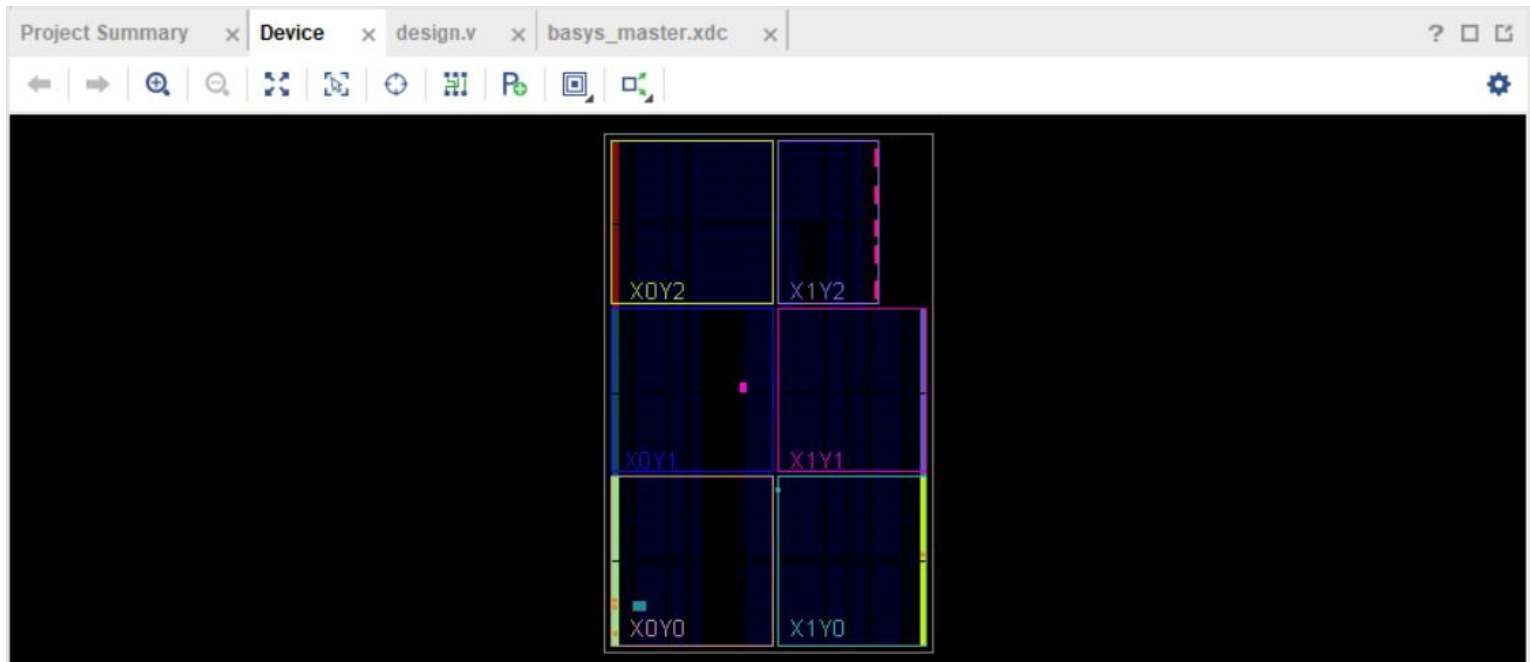 Project Summary × Device × design.v × basys_master.xdc ×
?
X0Y2 X1Y2
X0Y1 X1Y1
X0Y0 X1Y0